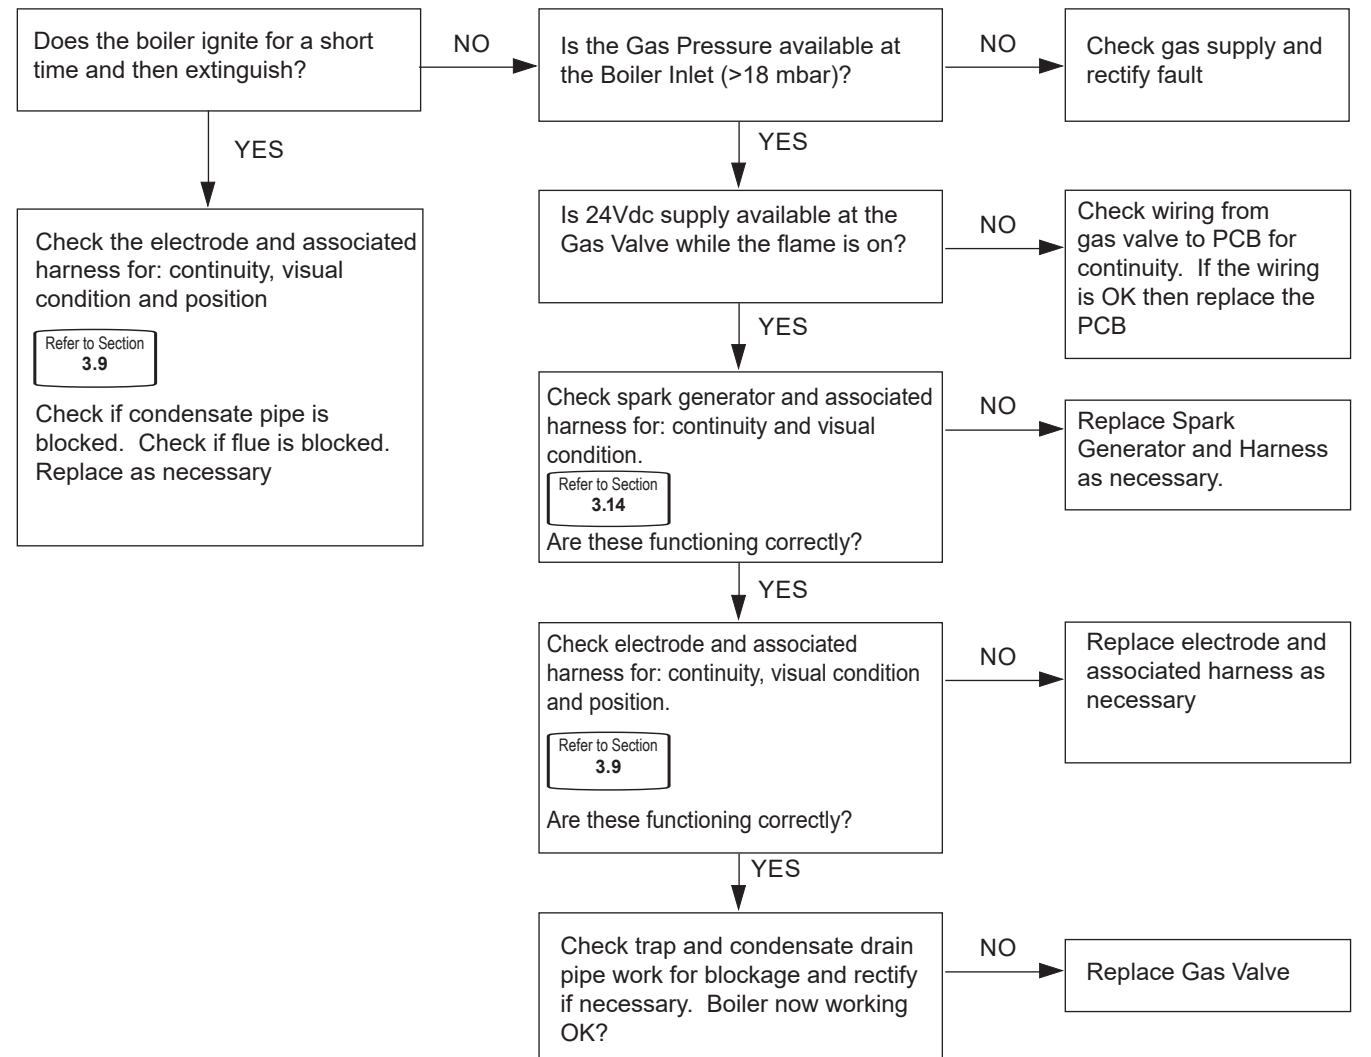 Does the boiler ignite for a short
time and then extinguish?
NO
Is the Gas Pressure available at
the Boiler Inlet (>18 mbar)?
NO
Check gas supply and
rectify fault
YES
YES
Check the electrode and associated
harness for: continuity, visual
condition and position
Refer to Section
3.9
Check if condensate pipe is
blocked.  Check if flue is blocked.
Replace as necessary
Is 24Vdc supply available at the
Gas Valve while the flame is on?
NO
Check wiring from
gas valve to PCB for
continuity.  If the wiring
is OK then replace the
PCB
YES
Check spark generator and associated
harness for: continuity and visual
condition.
Refer to Section
3.14
Are these functioning correctly?
NO
Replace Spark
Generator and Harness
as necessary.
YES
Check electrode and associated
harness for: continuity, visual condition
and position.
Refer to Section
3.9
Are these functioning correctly?
NO
Replace electrode and
associated harness as
necessary
YES
Check trap and condensate drain
pipe work for blockage and rectify
if necessary.  Boiler now working
OK?
NO
Replace Gas Valve